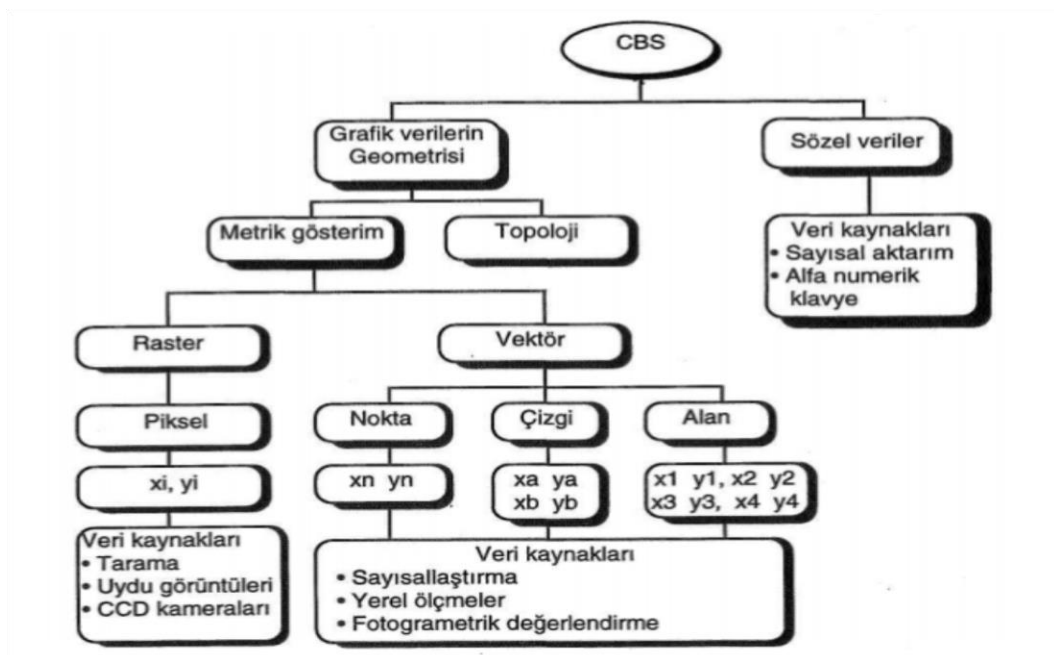 CBS
Grafik verilerin
Geometrisi
Sözel veriler
Metrik gösterim
Topoloji
Veri kaynakları
• Sayısal aktarım
• Alfa numerik
klavye
Raster
Vektör
Piksel
Nokta
Çizgi
Alan
xi, yi
xn yn
xa ya
xb yb
x1 y1, x2 y2
x3 y3, x4 y4
Veri kaynakları
• Tarama
• Uydu görüntüleri
• CCD kameraları
Veri kaynakları
• Sayısallaştırma
• Yerel ölçmeler
• Fotogrametrik değerlendirme